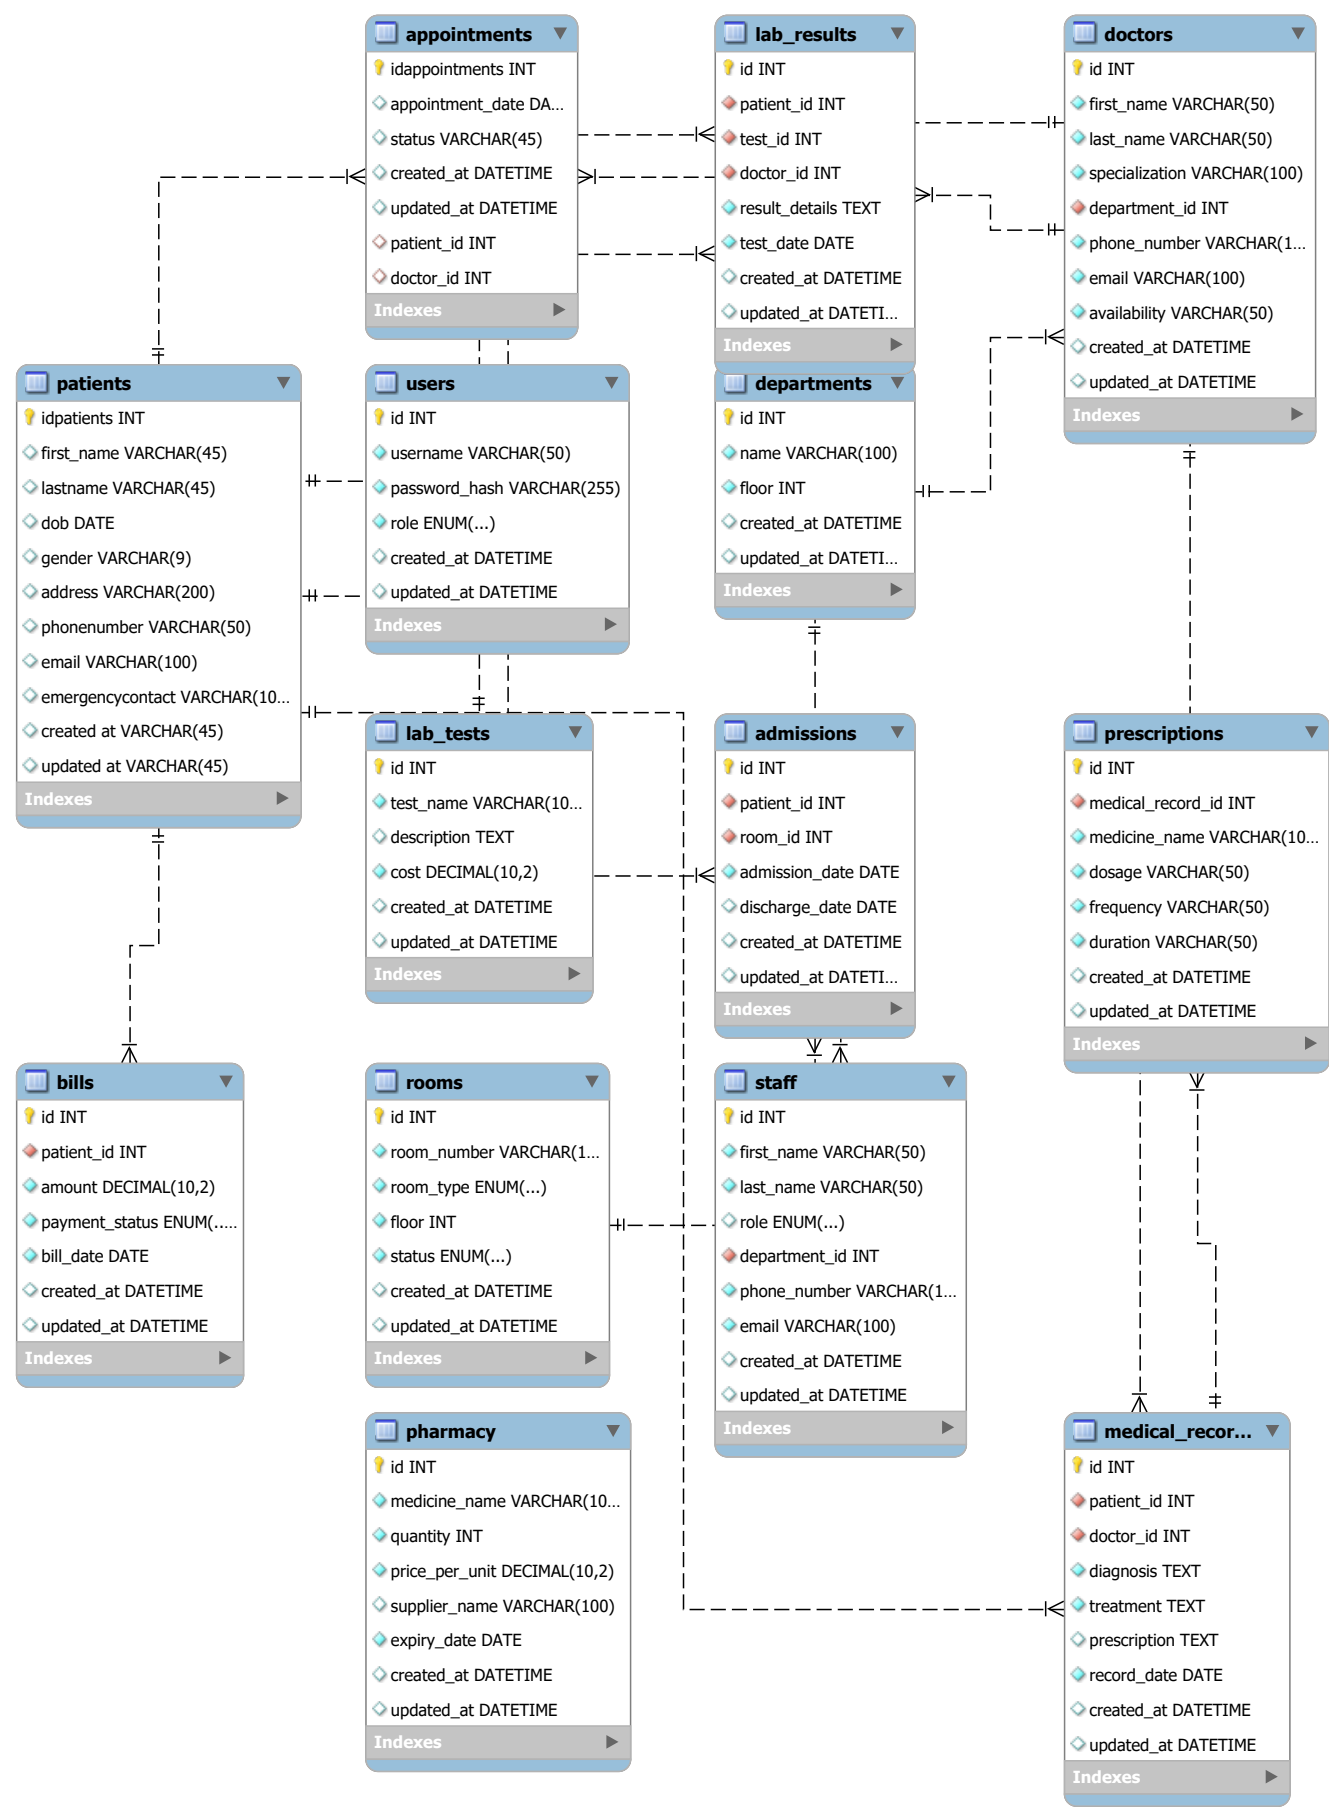 appointments
idappointments INT
appointment_date DA...
status VARCHAR(45)
created_at DATETIME
updated_at DATETIME
patient_id INT
doctor_id INT
Indexes
lab_results
id INT
patient_id INT
test_id INT
doctor_id INT
result_details TEXT
test_date DATE
created_at DATETIME
updated_at DATETI...
Indexes
doctors
id INT
first_name VARCHAR(50)
last_name VARCHAR(50)
specialization VARCHAR(100)
department_id INT
phone_number VARCHAR(1...
email VARCHAR(100)
availability VARCHAR(50)
created_at DATETIME
updated_at DATETIME
Indexes
patients
idpatients INT
first_name VARCHAR(45)
lastname VARCHAR(45)
dob DATE
gender VARCHAR(9)
address VARCHAR(200)
phonenumber VARCHAR(50)
email VARCHAR(100)
emergencycontact VARCHAR(10...
created at VARCHAR(45)
updated at VARCHAR(45)
Indexes
users
id INT
username VARCHAR(50)
password_hash VARCHAR(255)
role ENUM(...)
created_at DATETIME
updated_at DATETIME
Indexes
departments
id INT
name VARCHAR(100)
floor INT
created_at DATETIME
updated_at DATETI...
Indexes
lab_tests
id INT
test_name VARCHAR(10...
description TEXT
cost DECIMAL(10,2)
created_at DATETIME
updated_at DATETIME
Indexes
admissions
id INT
patient_id INT
room_id INT
admission_date DATE
discharge_date DATE
created_at DATETIME
updated_at DATETI...
Indexes
prescriptions
id INT
medical_record_id INT
medicine_name VARCHAR(10...
dosage VARCHAR(50)
frequency VARCHAR(50)
duration VARCHAR(50)
created_at DATETIME
updated_at DATETIME
Indexes
bills
id INT
patient_id INT
amount DECIMAL(10,2)
payment_status ENUM(.....
bill_date DATE
created_at DATETIME
updated_at DATETIME
Indexes
rooms
id INT
room_number VARCHAR(1...
room_type ENUM(...)
floor INT
status ENUM(...)
created_at DATETIME
updated_at DATETIME
Indexes
staff
id INT
first_name VARCHAR(50)
last_name VARCHAR(50)
role ENUM(...)
department_id INT
phone_number VARCHAR(1...
email VARCHAR(100)
created_at DATETIME
updated_at DATETIME
Indexes
pharmacy
id INT
medicine_name VARCHAR(10...
quantity INT
price_per_unit DECIMAL(10,2)
supplier_name VARCHAR(100)
expiry_date DATE
created_at DATETIME
updated_at DATETIME
Indexes
medical_recor...
id INT
patient_id INT
doctor_id INT
diagnosis TEXT
treatment TEXT
prescription TEXT
record_date DATE
created_at DATETIME
updated_at DATETIME
Indexes